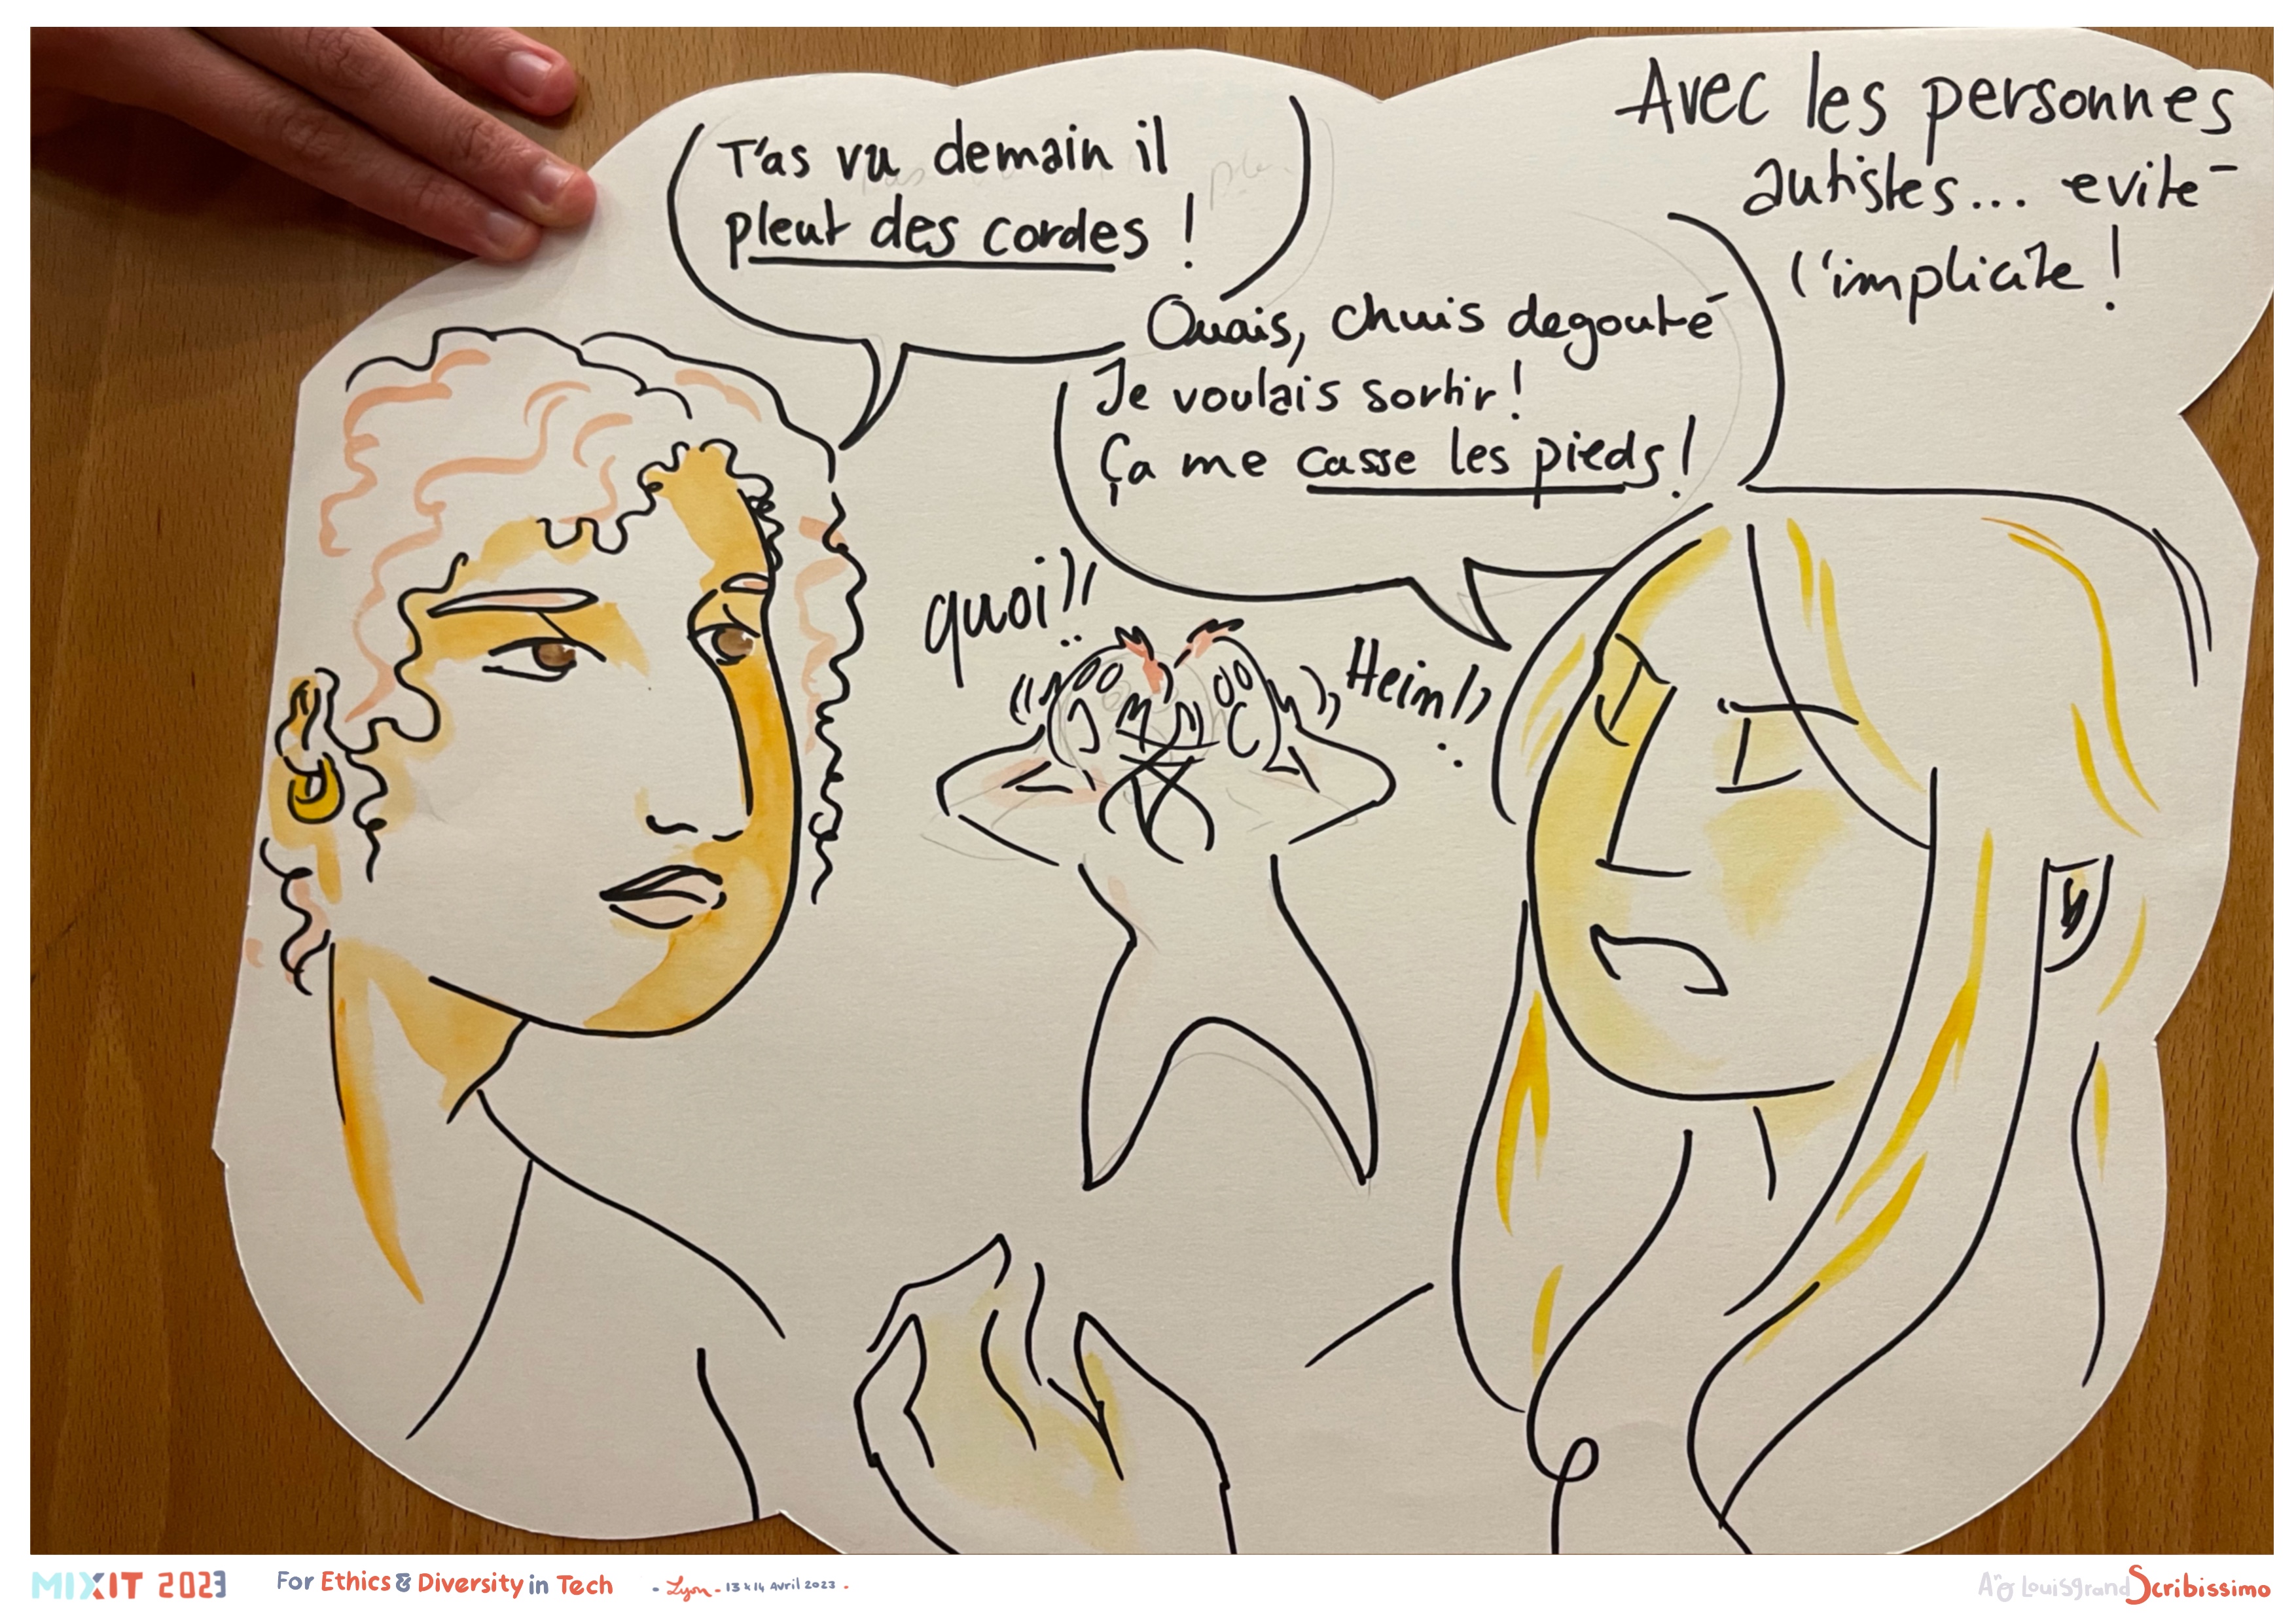 T'as vu demain il
pleut des cordes !
Avec les personnes
autistes... evite
l'implicite !
Ouais, chuis degouté
Je voulais sortir !
Ça me casse les pieds !
quoi !!
Hein !!
MIXIT 2023
For Ethics & Diversity in Tech
- Lyon - 13 & 14 Avril 2023 -
Louisgrand Scribissimo